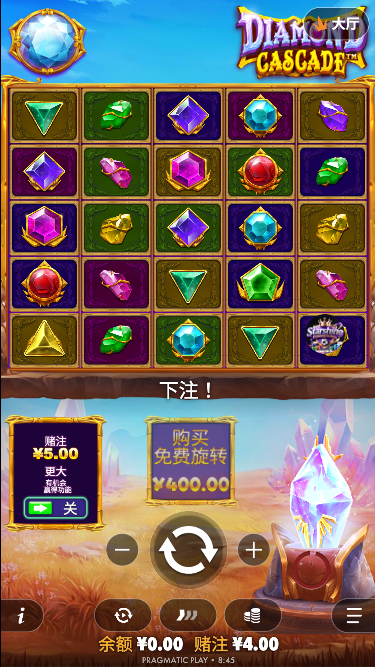 DIAMOND
CASCADE™
大厅
Starshine
下注！
赌注
¥5.00
更大
有机会
赢得功能
关
购买
免费旋转
¥400.00
余额 ¥0.00 赌注 ¥4.00
PRAGMATIC PLAY • 8:45